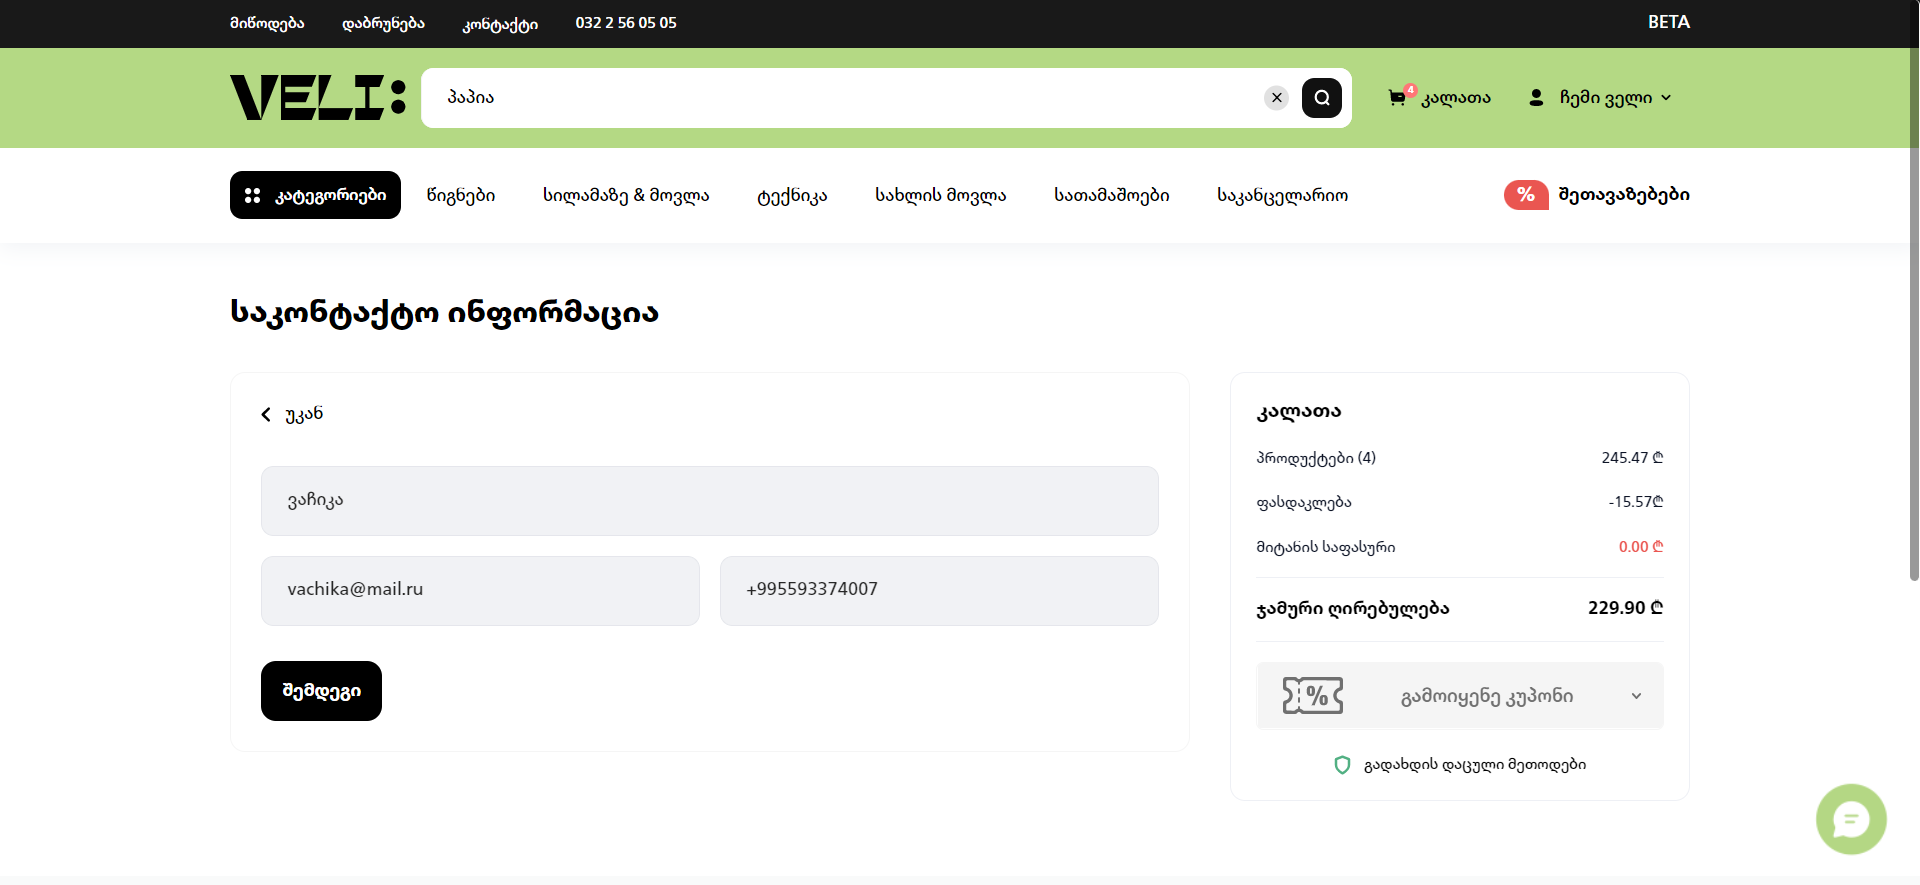 მიწოდება დაბრუნება კონტაქტი 032 2 56 05 05 BETA
VELI: პაპია 4 კალათა ჩემი ველი
კატეგორიები წიგნები სილამაზე & მოვლა ტექნიკა სახლის მოვლა სათამაშოები საკანცელარიო % შეთავაზებები
საკონტაქტო ინფორმაცია
უკან
ვაჩიკა
vachika@mail.ru +995593374007
შემდეგი
კალათა
პროდუქტები (4) 245.47 ₾
ფასდაკლება -15.57₾
მიტანის საფასური 0.00 ₾
ჯამური ღირებულება 229.90 ₾
% გამოიყენე კუპონი
გადახდის დაცული მეთოდები